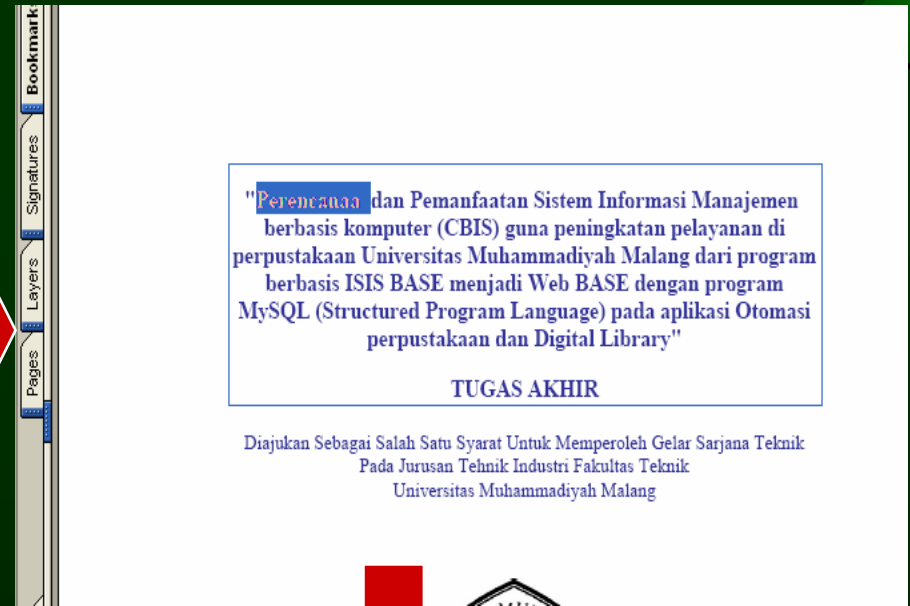 Bookmarks
Signatures
Layers
Pages
"Perencanaa dan Pemanfaatan Sistem Informasi Manajemen
berbasis komputer (CBIS) guna peningkatan pelayanan di
perpustakaan Universitas Muhammadiyah Malang dari program
berbasis ISIS BASE menjadi Web BASE dengan program
MySQL (Structured Program Language) pada aplikasi Otomasi
perpustakaan dan Digital Library"
TUGAS AKHIR
Diajukan Sebagai Salah Satu Syarat Untuk Memperoleh Gelar Sarjana Teknik
Pada Jurusan Tehnik Industri Fakultas Teknik
Universitas Muhammadiyah Malang